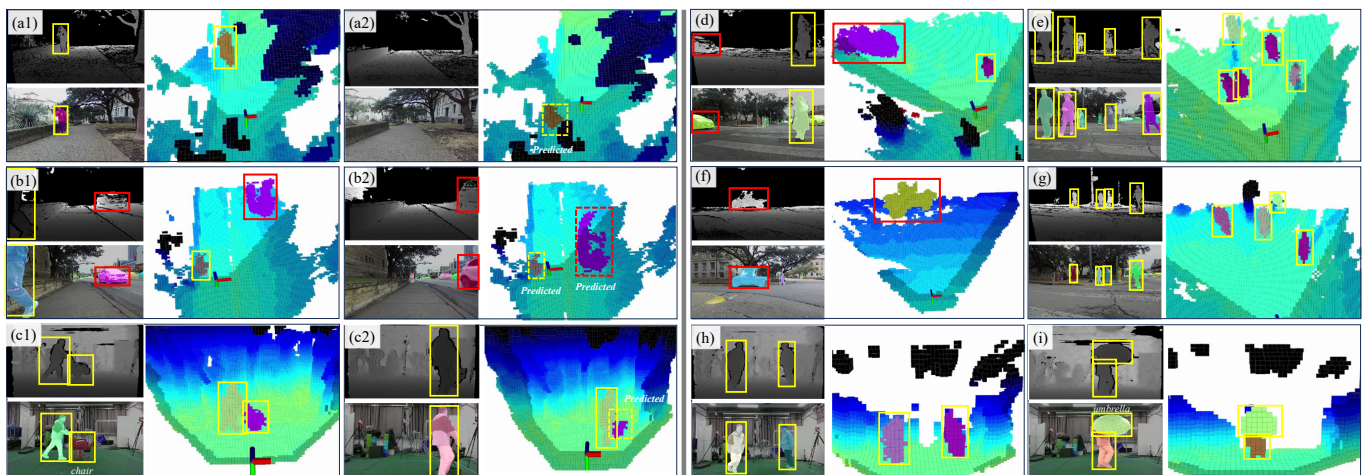 (a1)
(a2)
Predicted
(d)
(e)
(b1)
(b2)
Predicted
Predicted
(f)
(g)
(c1)
chair
(c2)
Predicted
(h)
(i)
umbrella